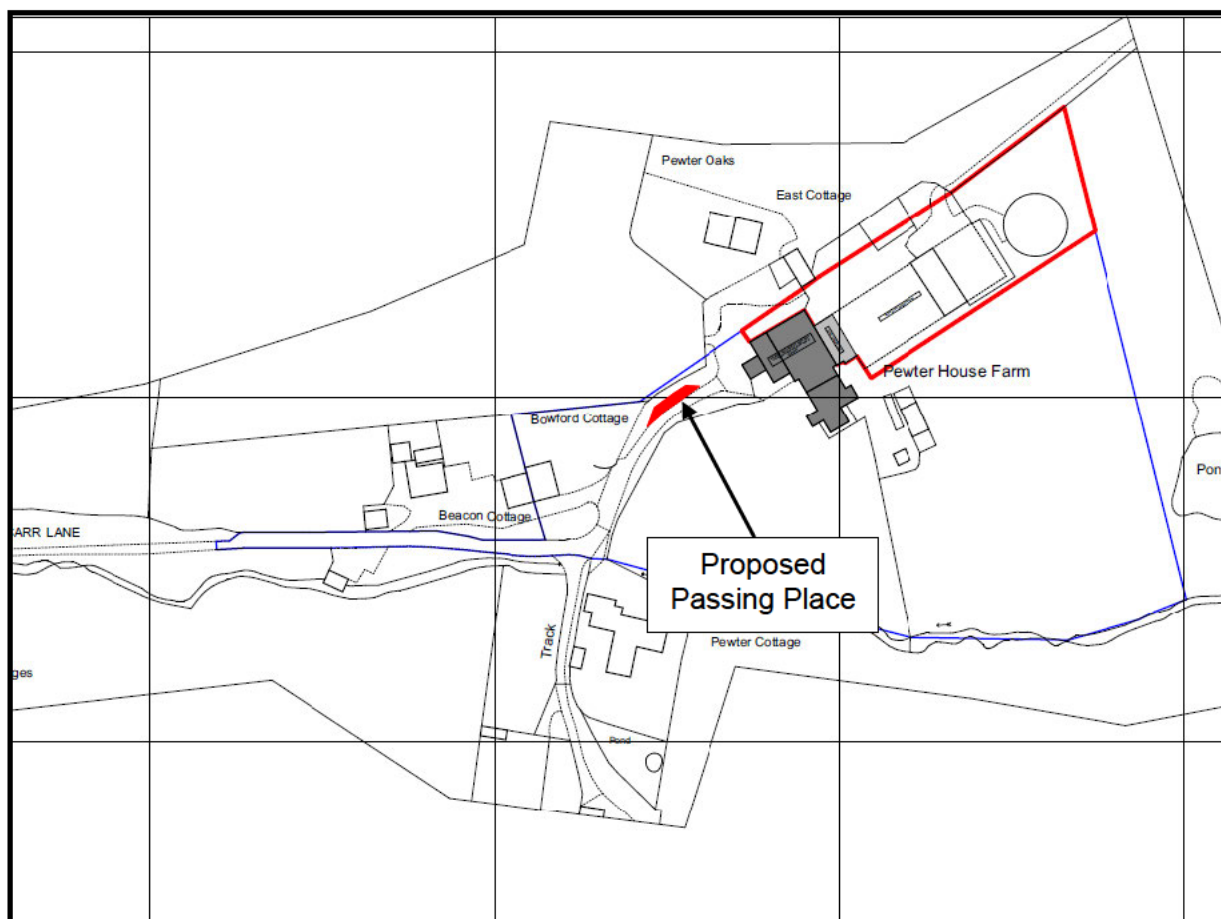 Pewter Oaks
East Cottage
Pewter House Farm
Bowford Cottage
Beacon Cottage
ARR LANE
Proposed
Passing Place
Pon
Track
Pewter Cottage
ges
Pond